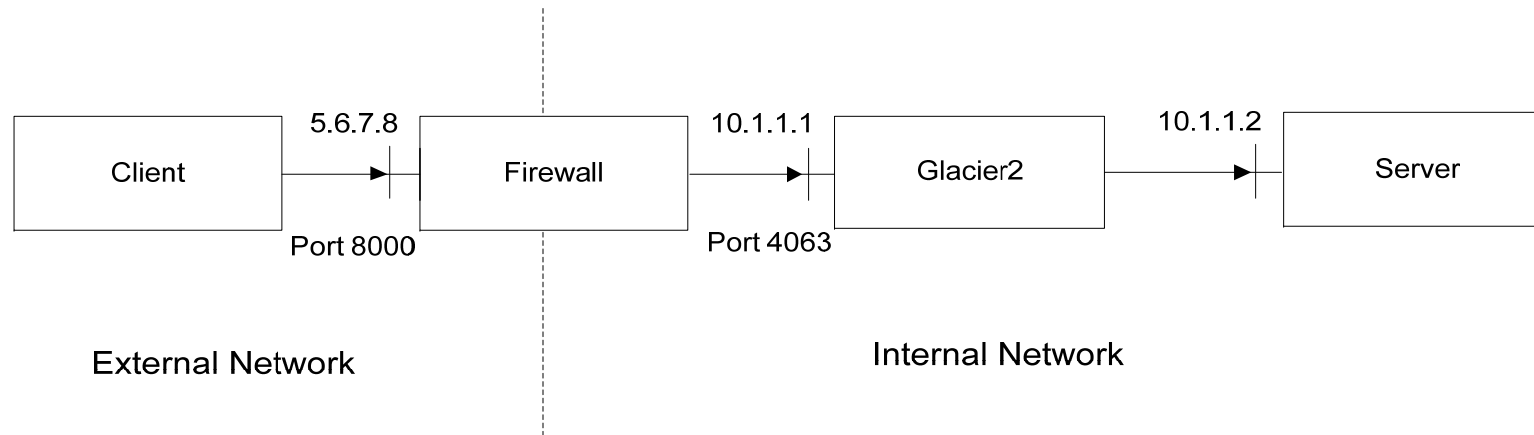 5.6.7.8
10.1.1.1
10.1.1.2
Client
Firewall
Glacier2
Server
Port 8000
Port 4063
External Network
Internal Network